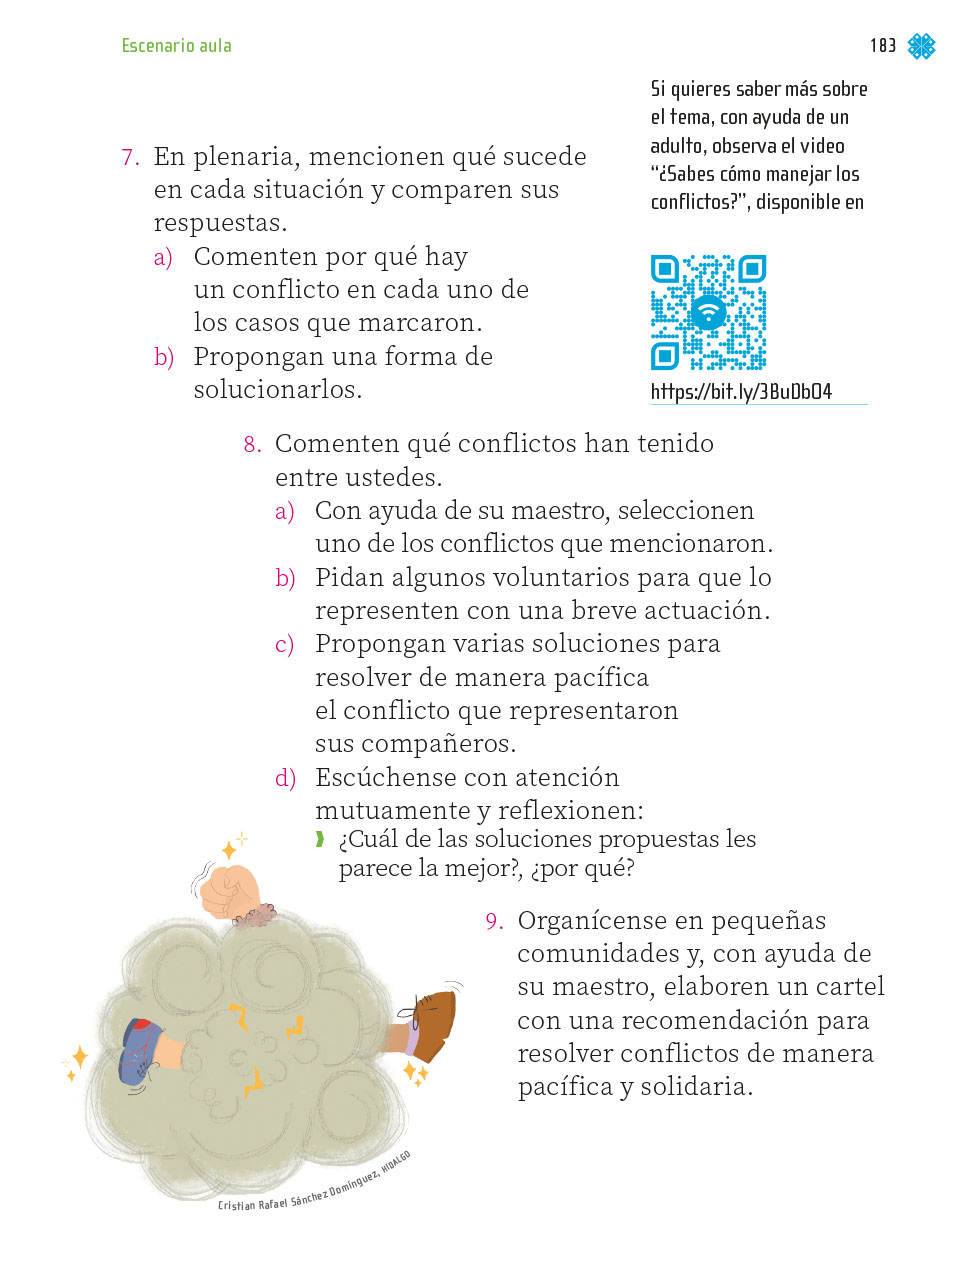 Escenario aula
183
Si quieres saber más sobre
el tema, con ayuda de un
adulto, observa el video
“¿Sabes cómo manejar los
conflictos?”, disponible en
https://bit.ly/3BuDbO4
7. En plenaria, mencionen qué sucede
en cada situación y comparen sus
respuestas.
a) Comenten por qué hay
un conflicto en cada uno de
los casos que marcaron.
b) Propongan una forma de
solucionarlos.
8. Comenten qué conflictos han tenido
entre ustedes.
a) Con ayuda de su maestro, seleccionen
uno de los conflictos que mencionaron.
b) Pidan algunos voluntarios para que lo
representen con una breve actuación.
c) Propongan varias soluciones para
resolver de manera pacífica
el conflicto que representaron
sus compañeros.
d) Escúchense con atención
mutuamente y reflexionen:
¿Cuál de las soluciones propuestas les
parece la mejor?, ¿por qué?
9. Organícense en pequeñas
comunidades y, con ayuda de
su maestro, elaboren un cartel
con una recomendación para
resolver conflictos de manera
pacífica y solidaria.
Cristian Rafael Sánchez Domínguez, HIDALGO